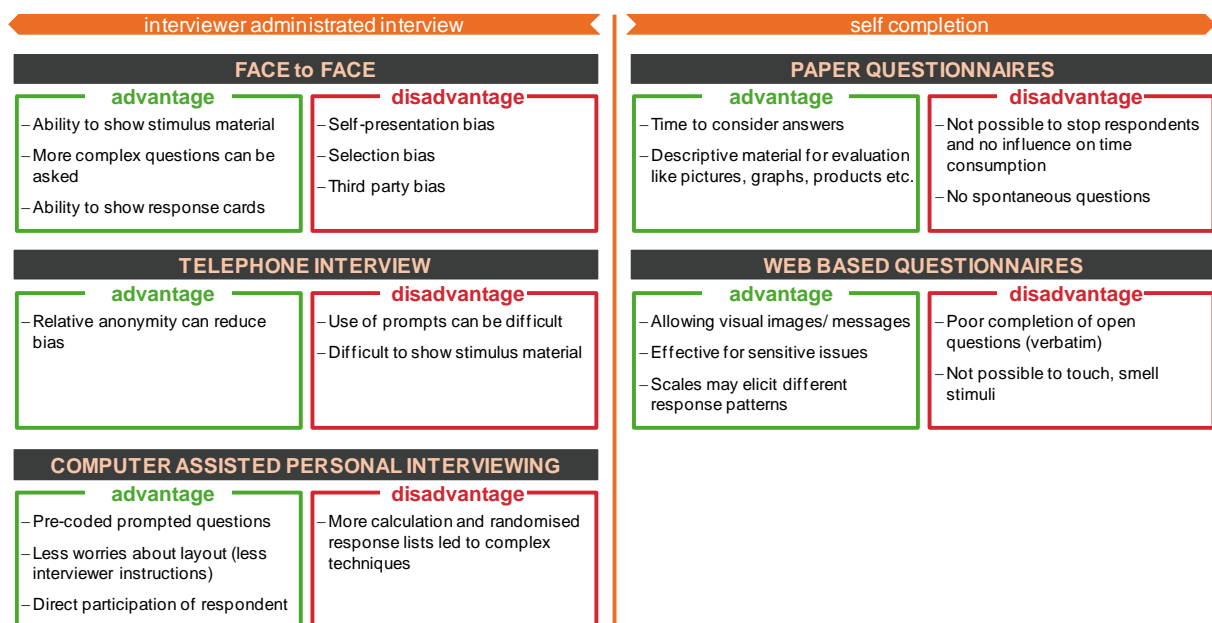 interviewer administrated interview
FACE to FACE
advantage
–Ability to show stimulus material
–More complex questions can be
asked
–Ability to show response cards
disadvantage
–Self-presentation bias
–Selection bias
–Third party bias
TELEPHONE INTERVIEW
advantage
–Relative anonymity can reduce
bias
disadvantage
–Use of prompts can be difficult
–Difficult to show stimulus material
COMPUTER ASSISTED PERSONAL INTERVIEWING
advantage
–Pre-coded prompted questions
–Less worries about layout (less
interviewer instructions)
–Direct participation of respondent
disadvantage
–More calculation and randomised
response lists led to complex
techniques
self completion
PAPER QUESTIONNAIRES
advantage
–Time to consider answers
–Descriptive material for evaluation
like pictures, graphs, products etc.
disadvantage
–Not possible to stop respondents
and no influence on time
consumption
–No spontaneous questions
WEB BASED QUESTIONNAIRES
advantage
–Allowing visual images/ messages
–Effective for sensitive issues
–Scales may elicit different
response patterns
disadvantage
–Poor completion of open
questions (verbatim)
–Not possible to touch, smell
stimuli